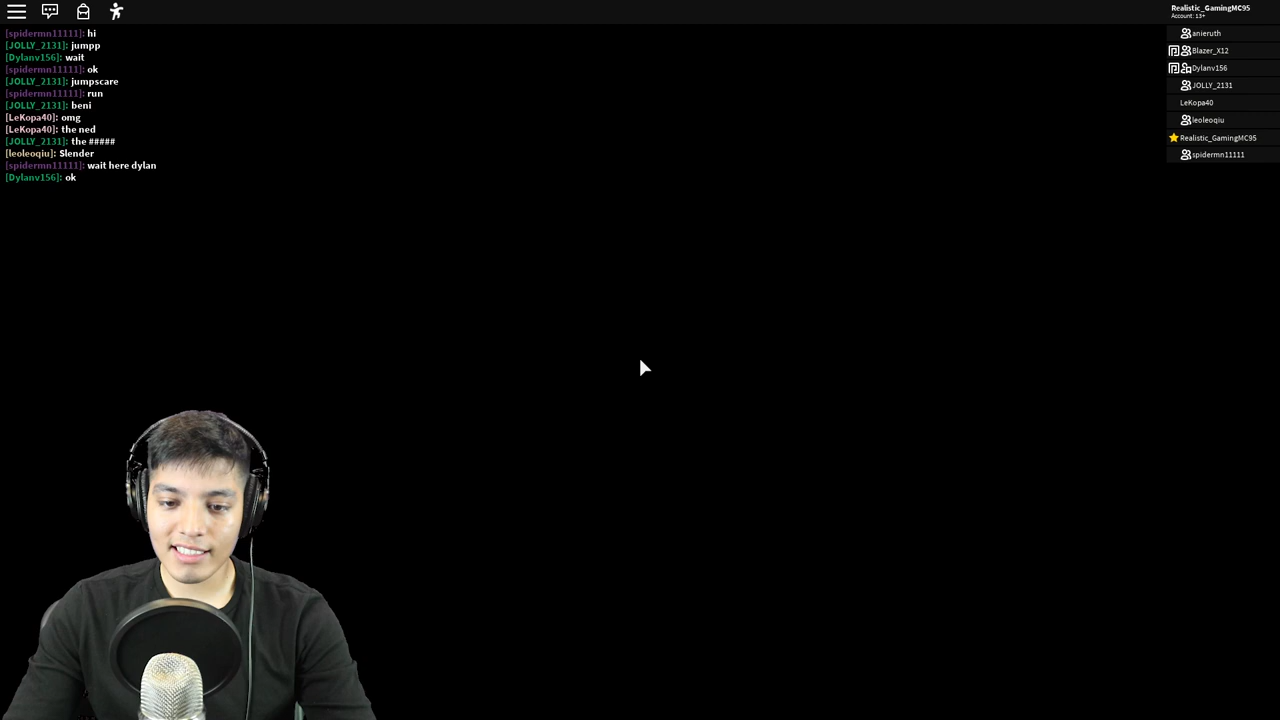 Realistic_GamingMC95
Account: 13+
[spidermn11111]: hi
[JOLLY_2131]: jumpp
[Dylanv156]: wait
[spidermn11111]: ok
[JOLLY_2131]: jumpscare
[spidermn11111]: run
[JOLLY_2131]: beni
[LeKopa40]: omg
[LeKopa40]: the ned
[JOLLY_2131]: the #####
[leoleoqiu]: Slender
[spidermn11111]: wait here dylan
[Dylanv156]: ok
anieruth
Blazer_X12
Dylanv156
JOLLY_2131
LeKopa40
leoleoqiu
Realistic_GamingMC95
spidermn11111